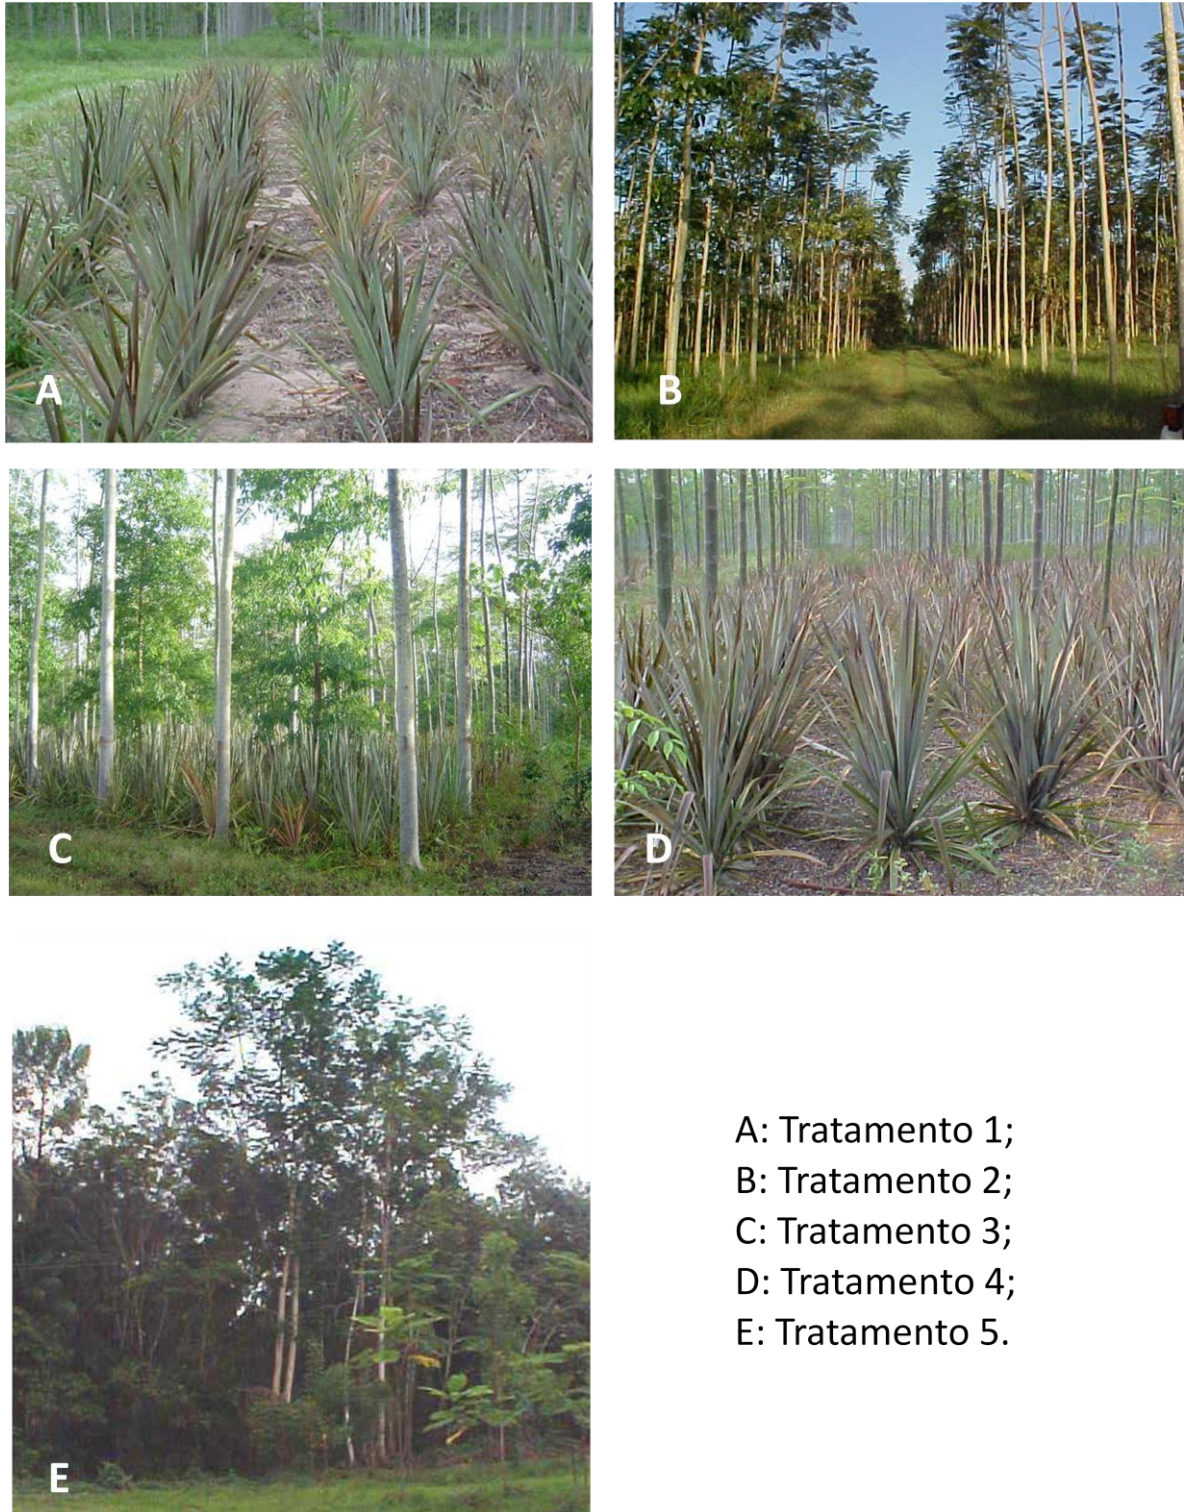 A
B
C
D
E
A: Tratamento 1;
B: Tratamento 2;
C: Tratamento 3;
D: Tratamento 4;
E: Tratamento 5.